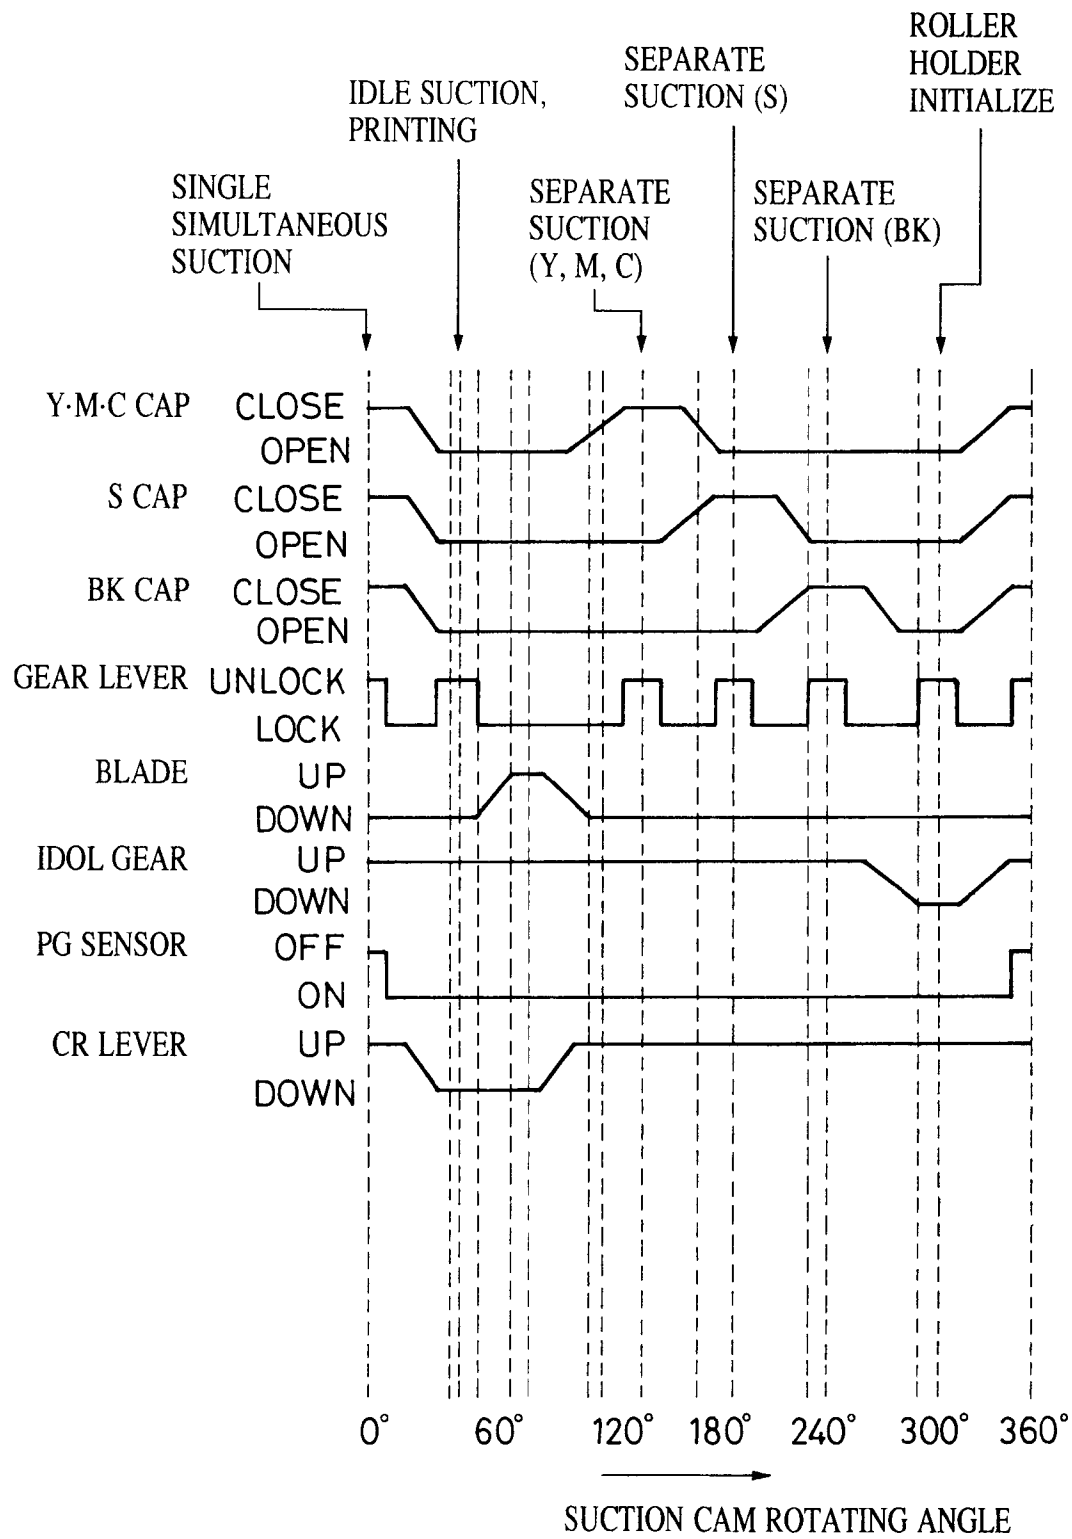 ROLLER
HOLDER
INITIALIZE
SEPARATE
SUCTION (S)
IDLE SUCTION,
PRINTING
SINGLE
SIMULTANEOUS
SUCTION
SEPARATE
SUCTION
(Y, M, C)
SEPARATE
SUCTION (BK)
Y·M·C CAP CLOSE
OPEN
S CAP CLOSE
OPEN
BK CAP CLOSE
OPEN
GEAR LEVER UNLOCK
LOCK
BLADE UP
DOWN
IDOL GEAR UP
DOWN
PG SENSOR OFF
ON
CR LEVER UP
DOWN
0° 60° 120° 180° 240° 300° 360°
SUCTION CAM ROTATING ANGLE